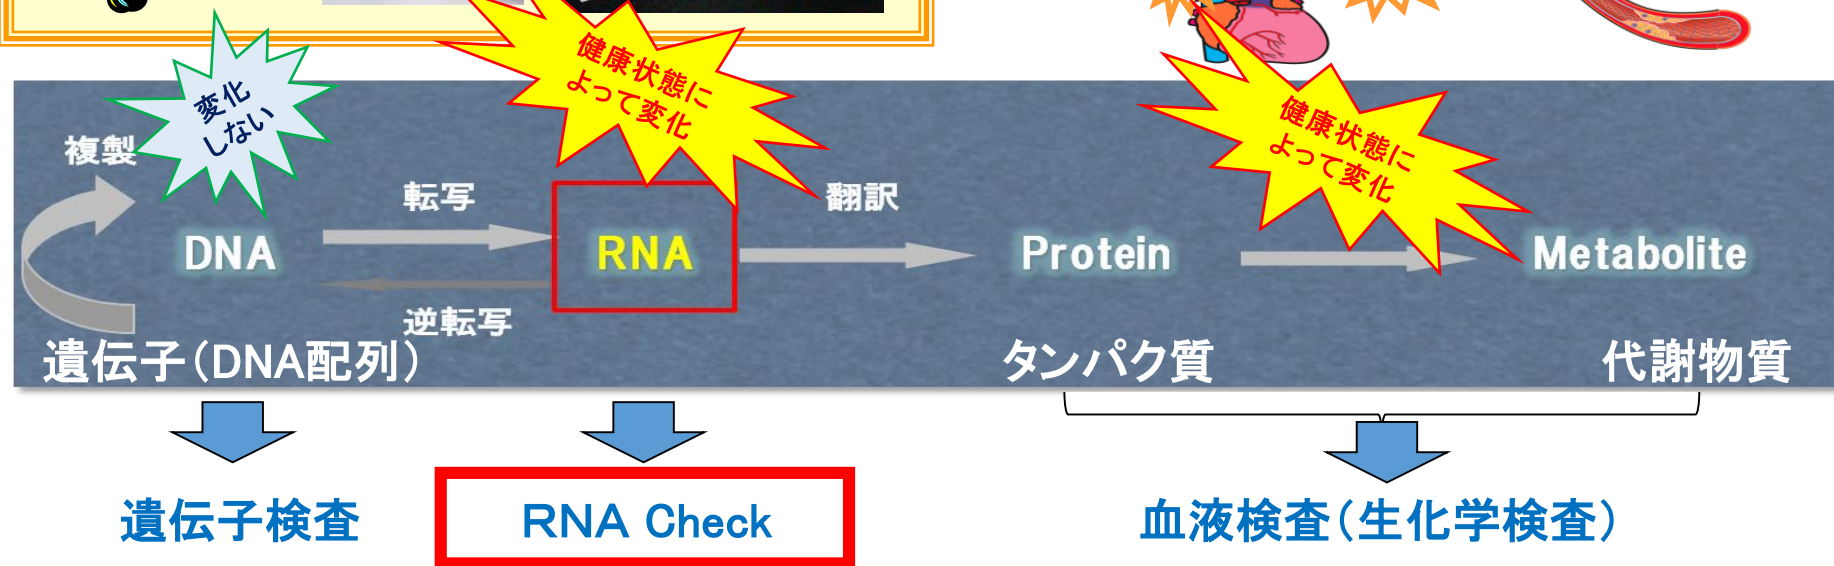 変化
しない
健康状態に
よって変化
健康状態に
よって変化
複製
転写
翻訳
DNA
RNA
Protein
Metabolite
逆転写
遺伝子（DNA配列）
タンパク質
代謝物質
遺伝子検査
RNA Check
血液検査（生化学検査）